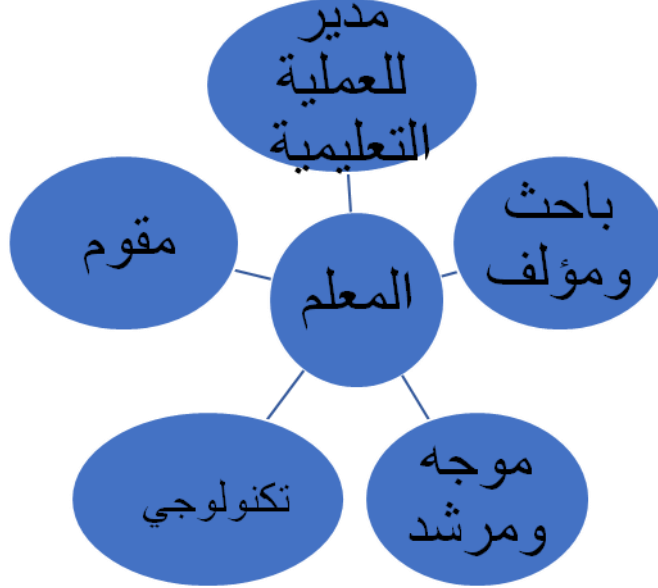 مدير
للعملية
التعليمية
باحث
ومؤلف
مقوم
المعلم
موجه
ومرشد
تكنولوجي